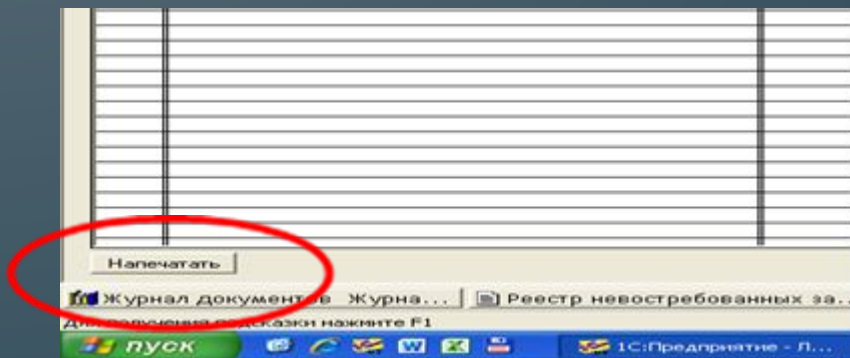 Напечатать
Журнал документов Журна... Реестр невостребованных за...
Для получения подсказки нажмите F1
пуск 1С:Предприятие - Л...